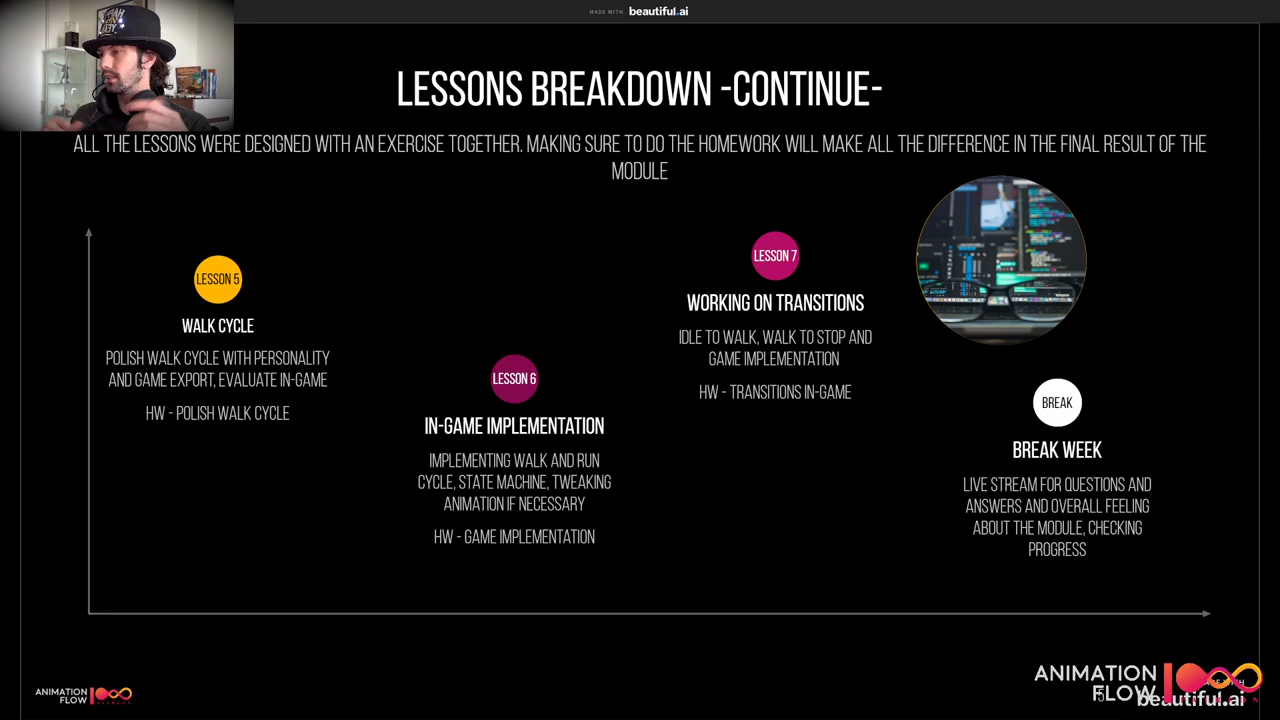 MADE WITH beautiful.ai
LESSONS BREAKDOWN -CONTINUE-
ALL THE LESSONS WERE DESIGNED WITH AN EXERCISE TOGETHER. MAKING SURE TO DO THE HOMEWORK WILL MAKE ALL THE DIFFERENCE IN THE FINAL RESULT OF THE
MODULE
LESSON 5
WALK CYCLE
POLISH WALK CYCLE WITH PERSONALITY
AND GAME EXPORT, EVALUATE IN-GAME
HW - POLISH WALK CYCLE
LESSON 6
IN-GAME IMPLEMENTATION
IMPLEMENTING WALK AND RUN
CYCLE, STATE MACHINE, TWEAKING
ANIMATION IF NECESSARY
HW - GAME IMPLEMENTATION
LESSON 7
WORKING ON TRANSITIONS
IDLE TO WALK, WALK TO STOP AND
GAME IMPLEMENTATION
HW - TRANSITIONS IN-GAME
BREAK
BREAK WEEK
LIVE STREAM FOR QUESTIONS AND
ANSWERS AND OVERALL FEELING
ABOUT THE MODULE, CHECKING
PROGRESS
ANIMATION
FLOW
ANIMATION
FLOW
beautiful.ai